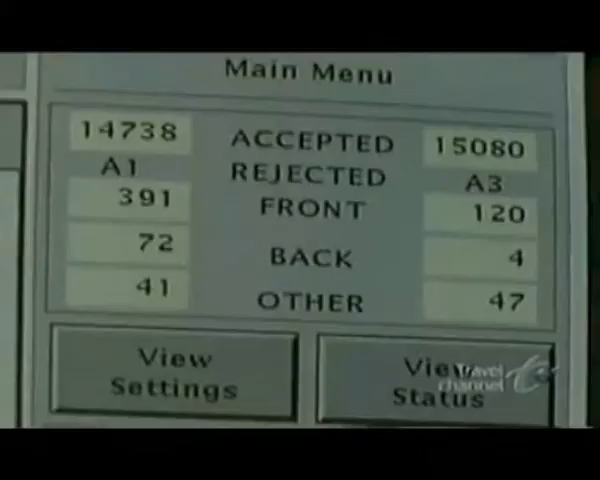 Main Menu
14738 ACCEPTED 15080
A1 REJECTED A3
391 FRONT 120
72 BACK 4
41 OTHER 47
View Settings
View Status
Travel channel